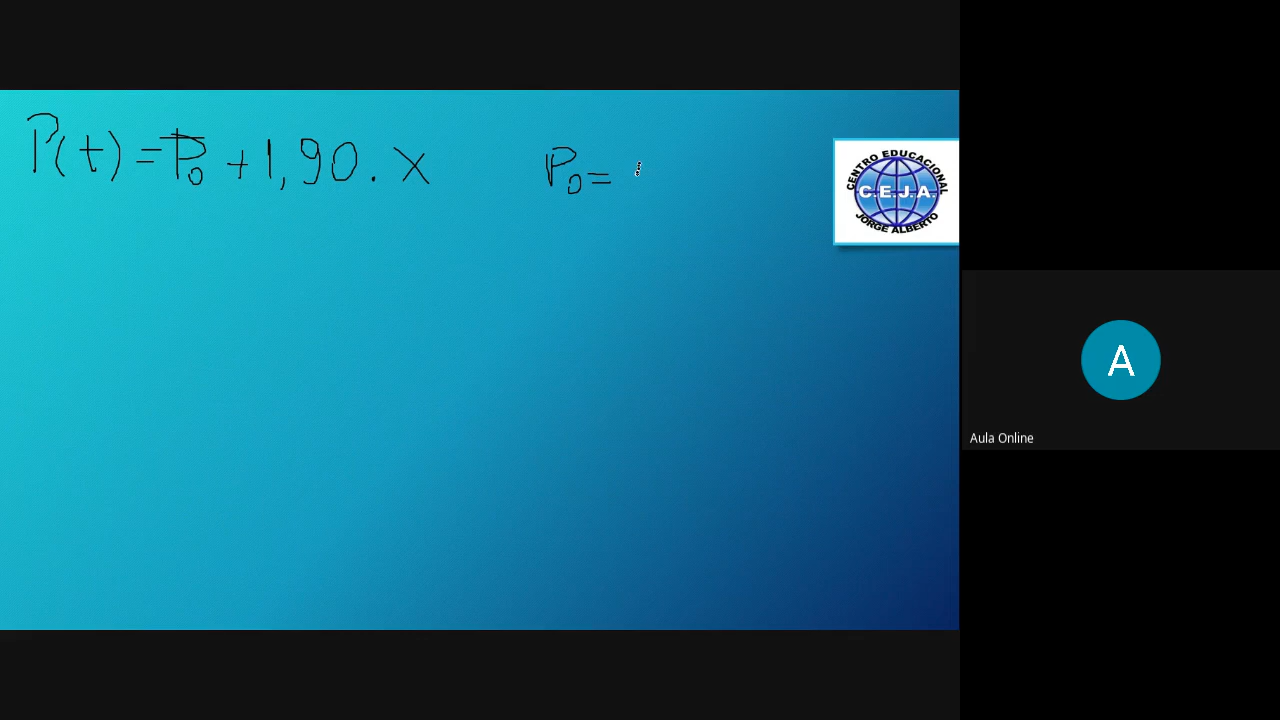 P(t) = P₀ + 1,90 . x
P₀ =
CENTRO EDUCACIONAL
C.E.J.A.
JORGE ALBERTO
A
Aula Online